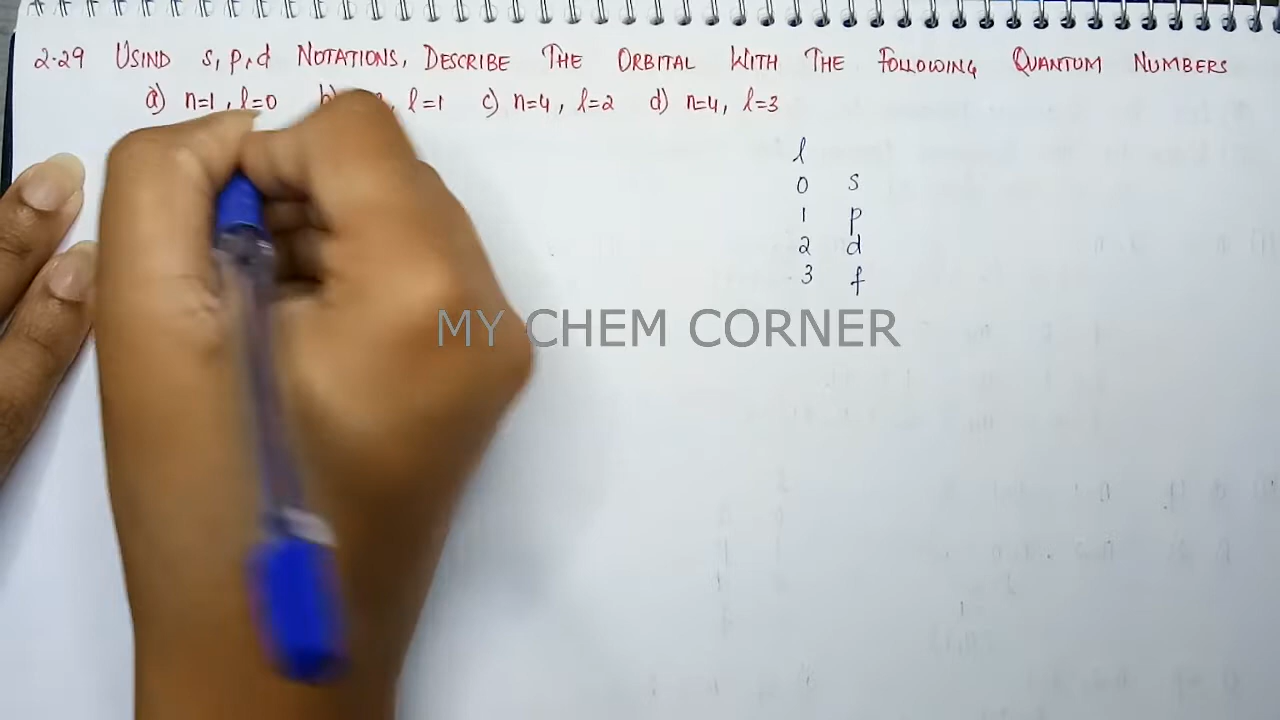 2.29 USIND s, p, d NOTATIONS, DESCRIBE THE ORBITAL WITH THE FOLLOWING QUANTUM NUMBERS
a) n=1, l=0 b) l=1 c) n=4, l=2 d) n=4, l=3
l
0 s
1 p
2 d
3 f
MY CHEM CORNER